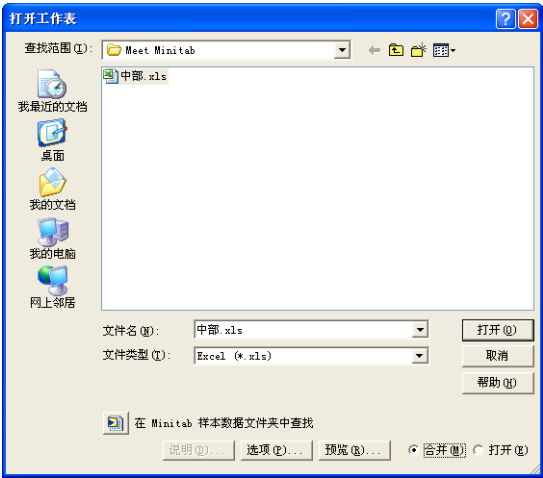 打开工作表
查找范围(I):
Meet Minitab
中部.xls
我最近的文档
桌面
我的文档
我的电脑
网上邻居
文件名(N):
中部.xls
打开(O)
文件类型(T):
Excel (*.xls)
取消
帮助(H)
在 Minitab 样本数据文件夹中查找
说明(D)...
选项(P)...
预览(R)...
合并(M)
打开(E)